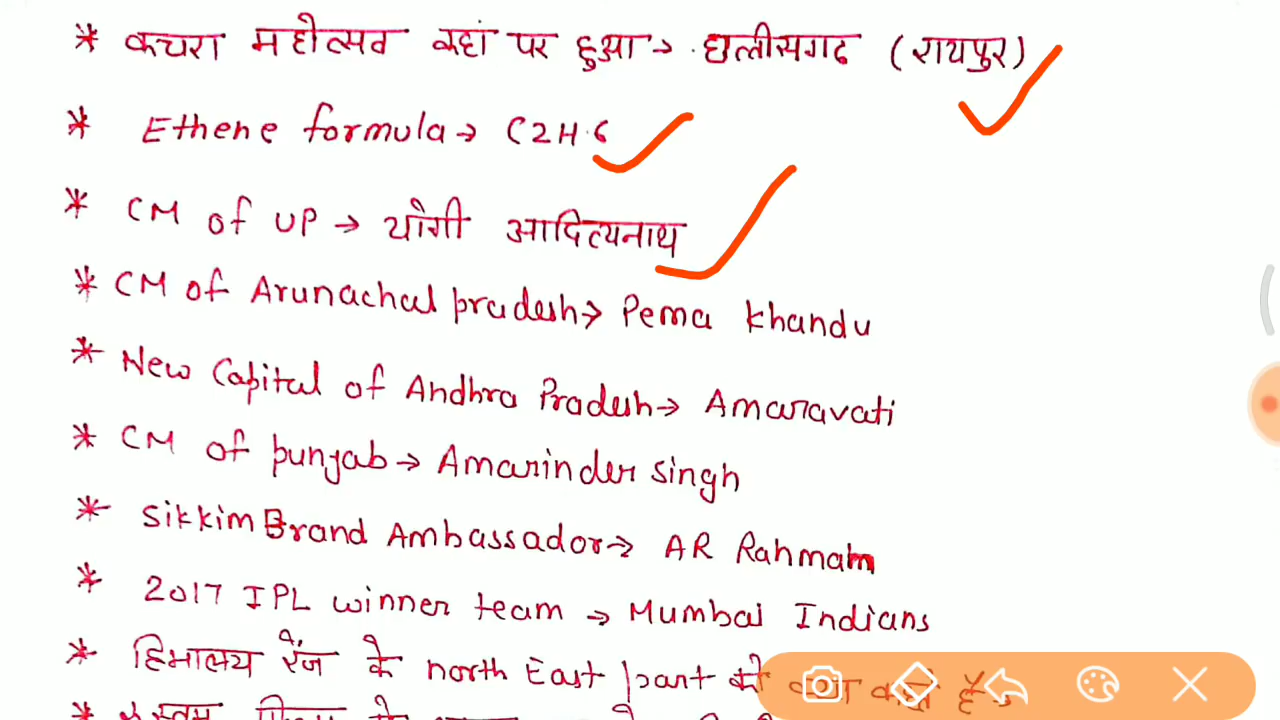 * कचरा महोत्सव कहां पर हुआ → छत्तीसगढ (रायपुर)
* Ethene formula → C2H6
* CM of UP → योगी आदित्यनाथ
* CM of Arunachal pradesh → Pema Khandu
* New Capital of Andhra Pradesh → Amaravati
* CM of punjab → Amarinder singh
* Sikkim Brand Ambassador → AR Rahman
* 2017 IPL winner team → Mumbai Indians
* हिमालय रेंज के north East part को